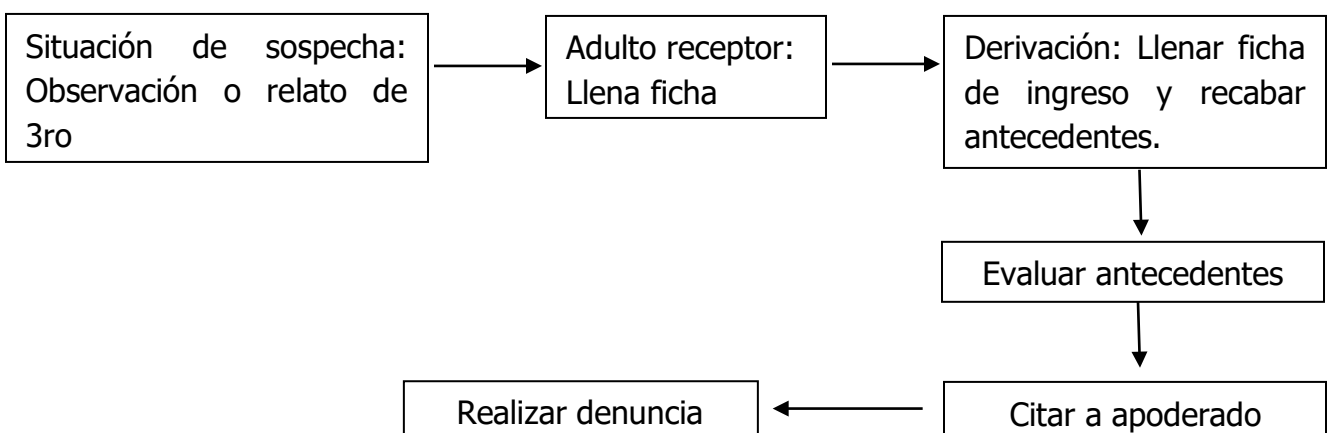 Situación de sospecha:
Observación o relato de
3ro
Adulto receptor:
Llena ficha
Derivación: Llenar ficha
de ingreso y recabar
antecedentes.
Evaluar antecedentes
Citar a apoderado
Realizar denuncia